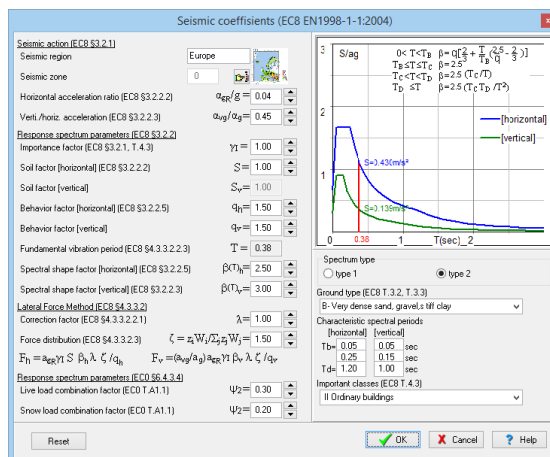 Seismic coeffisients (EC8 EN1998-1-1:2004)
Seismic action (EC8 §3.2.1)
Seismic region
Europe
Seismic zone
0
Horizontal acceleration ratio (EC8 §3.2.2.2)
αgR/g = 0.04
Verti./horiz. acceleration (EC8 §3.2.2.3)
αvg/αg = 0.45
Response spectrum parameters (EC8 §3.2.2)
Importance factor (EC8 §3.2.1, T.4.3)
γI = 1.00
Soil factor [horizontal] (EC8 §3.2.2.2)
S = 1.00
Soil factor [vertical]
Sv = 1.00
Behavior factor [horizontal] (EC8 §3.2.2.5)
qh = 1.50
Behavior factor [vertical]
qv = 1.50
Fundamental vibration period (EC8 §4.3.3.2.2.3)
T = 0.38
Spectral shape factor [horizontal] (EC8 §3.2.2.5)
β(T)h = 2.50
Spectral shape factor [vertical] (EC8 §3.2.2.3)
β(T)v = 3.00
Lateral Force Method (EC8 §4.3.3.2)
Correction factor (EC8 §4.3.3.2.2.1)
λ = 1.00
Force distribution (EC8 §4.3.3.2.3)
ζ = ziWi/ΣzjWj = 1.50
Fh = agRγI S βh λ ζ /qh    Fv = (avg/ag) agRγI βv λ ζ /qv
Response spectrum parameters (EC0 §6.4.3.4)
Live load combination factor (EC0 T.A1.1)
Ψ2 = 0.30
Snow load combination factor (EC0 T.A1.1)
Ψ2 = 0.20
3
S/ag
0< T<TB β=q[2/3 + T/TB(2.5/q - 2/3)]
TB≤T≤TC β=2.5
TC<T<TD β=2.5 (TC/T)
TD ≤T β=2.5 (TCTD /T²)
2
[horizontal]
[vertical]
1
S=0.430m/s²
S=0.139m/s²
0
0.38
1
T(sec)
2
Spectrum type
type 1
type 2
Ground type (EC8 T.3.2, T.3.3)
B- Very dense sand, gravel,s tiff clay
Characteristic spectral periods
[horizontal] [vertical]
Tb= 0.05 0.05 sec
0.25 0.15 sec
Td= 1.20 1.00 sec
Important classes (EC8 T.4.3)
II Ordinary buildings
Reset
OK
Cancel
? Help